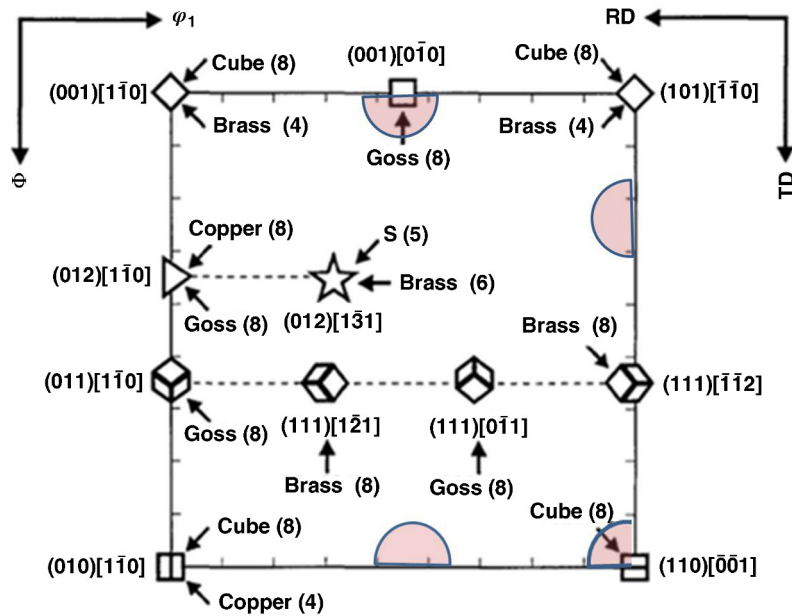 φ₁
RD
Cube (8)
(001)[01̄0]
Cube (8)
(001)[11̄0]
(101)[1̄1̄0]
Brass (4)
Brass (4)
Goss (8)
Φ
TD
Copper (8)
S (5)
(012)[11̄0]
Brass (6)
Goss (8)
(012)[13̄1]
Brass (8)
(011)[11̄0]
(111)[1̄1̄2]
Goss (8)
(111)[12̄1]
(111)[01̄1]
Brass (8)
Goss (8)
Cube (8)
Cube (8)
(010)[11̄0]
(110)[0̄0̄1]
Copper (4)